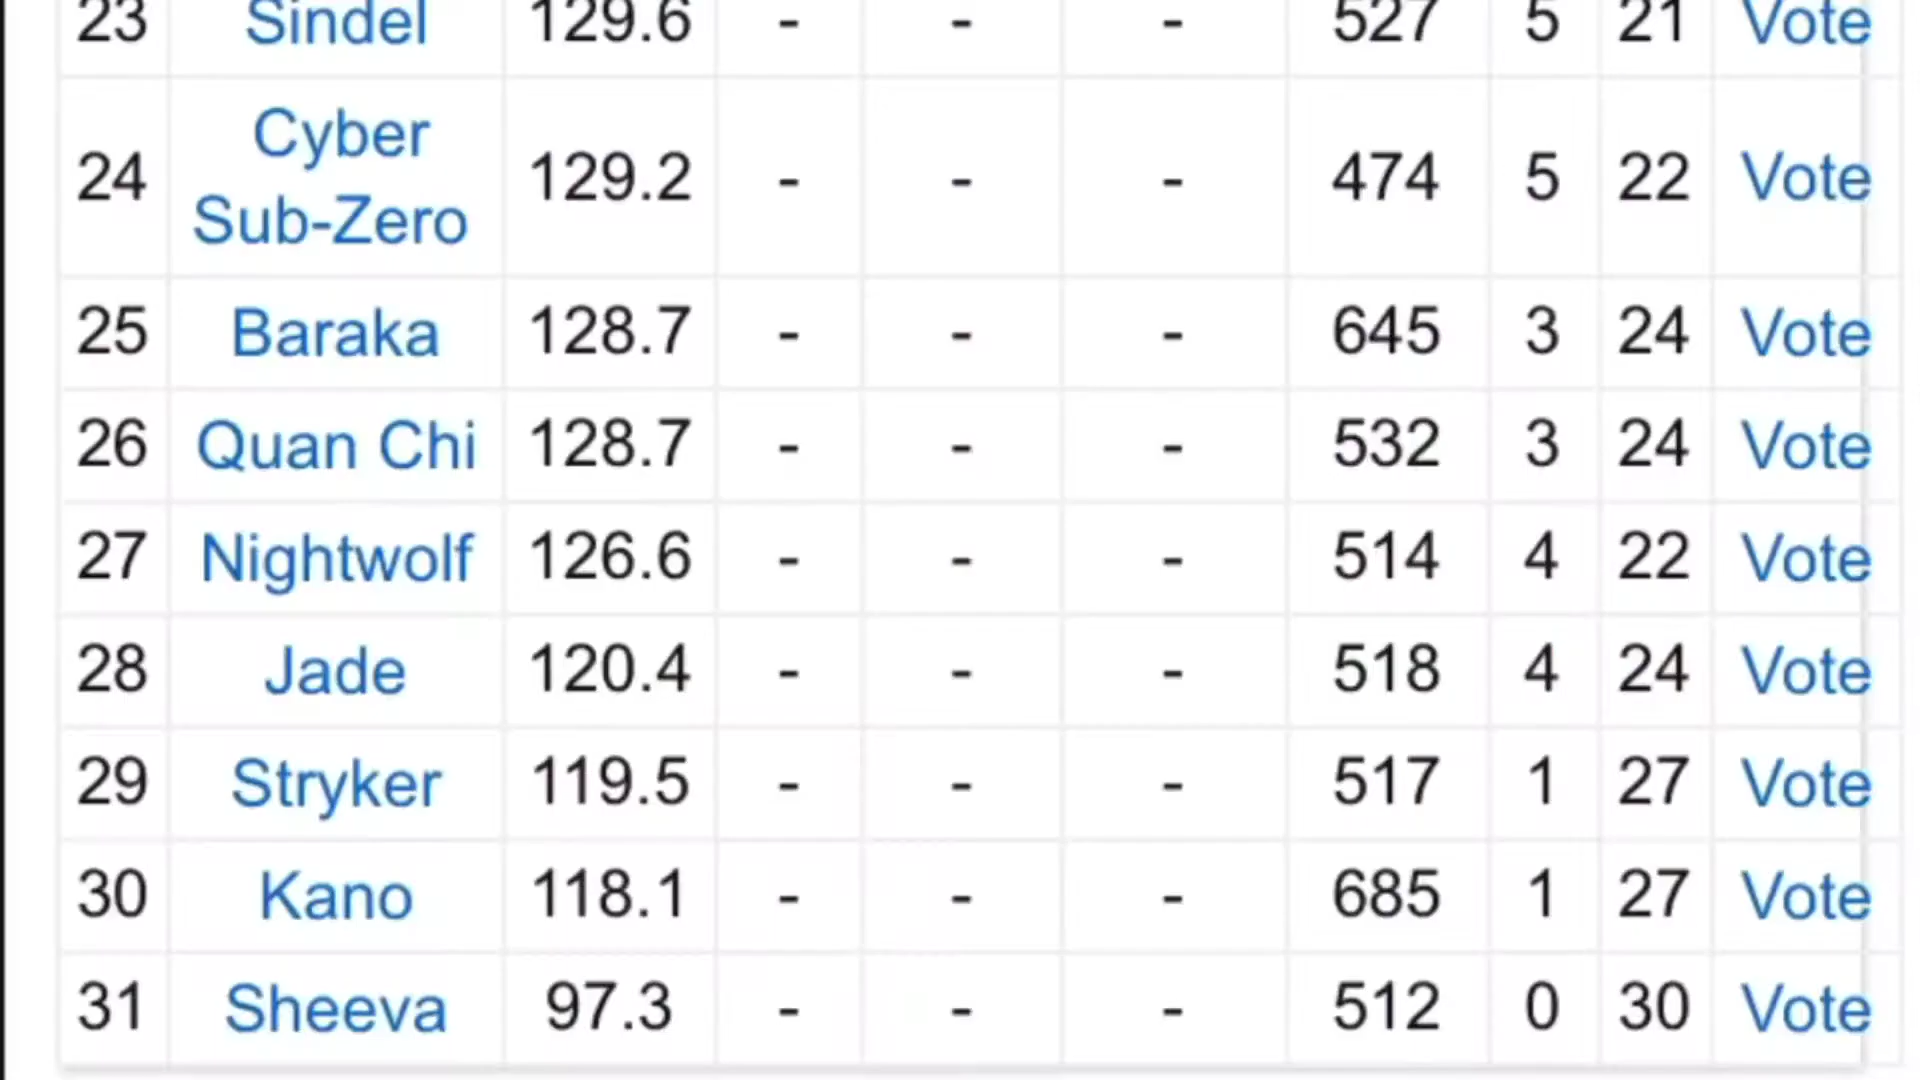 23 Sindel 129.6 - - - 527 5 21 Vote
24 Cyber Sub-Zero 129.2 - - - 474 5 22 Vote
25 Baraka 128.7 - - - 645 3 24 Vote
26 Quan Chi 128.7 - - - 532 3 24 Vote
27 Nightwolf 126.6 - - - 514 4 22 Vote
28 Jade 120.4 - - - 518 4 24 Vote
29 Stryker 119.5 - - - 517 1 27 Vote
30 Kano 118.1 - - - 685 1 27 Vote
31 Sheeva 97.3 - - - 512 0 30 Vote